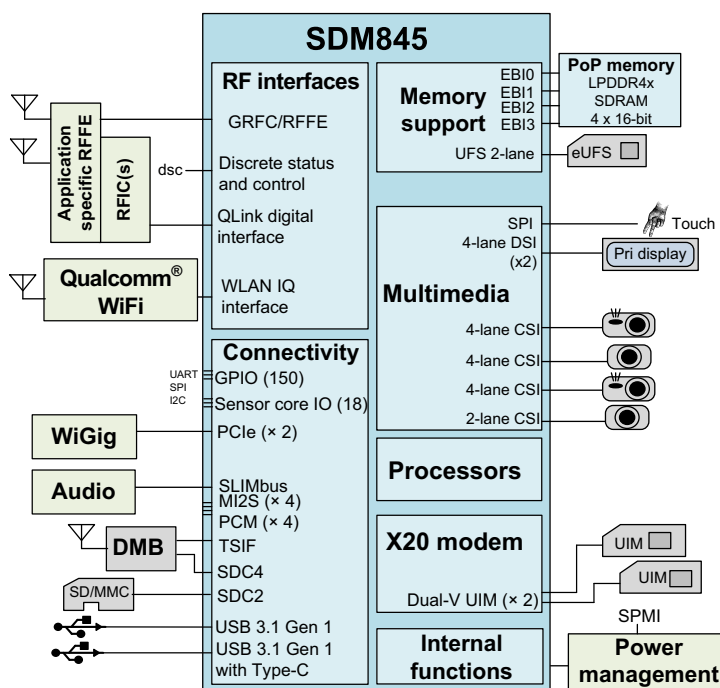 SDM845
RF interfaces
GRFC/RFFE
dsc
Discrete status
and control
QLink digital
interface
WLAN IQ
interface
Application
specific RFFE
RFIC(s)
Qualcomm®
WiFi
Connectivity
UART
SPI
I2C
GPIO (150)
Sensor core IO (18)
PCIe (× 2)
SLIMbus
MI2S (× 4)
PCM (× 4)
TSIF
SDC4
SDC2
USB 3.1 Gen 1
USB 3.1 Gen 1
with Type-C
WiGig
Audio
DMB
SD/MMC
Memory
support
EBI0
EBI1
EBI2
EBI3
UFS 2-lane
PoP memory
LPDDR4x
SDRAM
4 x 16-bit
eUFS
Multimedia
SPI
4-lane DSI
(x2)
4-lane CSI
4-lane CSI
4-lane CSI
2-lane CSI
Touch
Pri display
Processors
X20 modem
Dual-V UIM (× 2)
UIM
UIM
Internal
functions
SPMI
Power
management